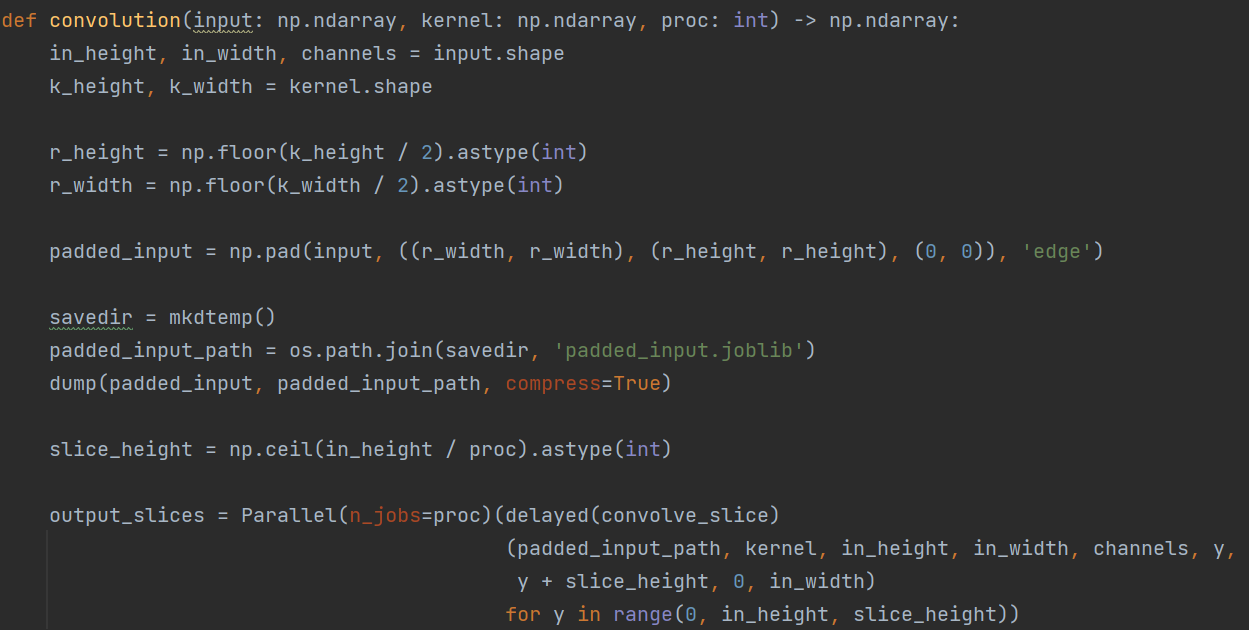 def convolution(input: np.ndarray, kernel: np.ndarray, proc: int) -> np.ndarray:
    in_height, in_width, channels = input.shape
    k_height, k_width = kernel.shape

    r_height = np.floor(k_height / 2).astype(int)
    r_width = np.floor(k_width / 2).astype(int)

    padded_input = np.pad(input, ((r_width, r_width), (r_height, r_height), (0, 0)), 'edge')

    savedir = mkdtemp()
    padded_input_path = os.path.join(savedir, 'padded_input.joblib')
    dump(padded_input, padded_input_path, compress=True)

    slice_height = np.ceil(in_height / proc).astype(int)

    output_slices = Parallel(n_jobs=proc)(delayed(convolve_slice)
                                          (padded_input_path, kernel, in_height, in_width, channels, y,
                                           y + slice_height, 0, in_width)
                                          for y in range(0, in_height, slice_height))